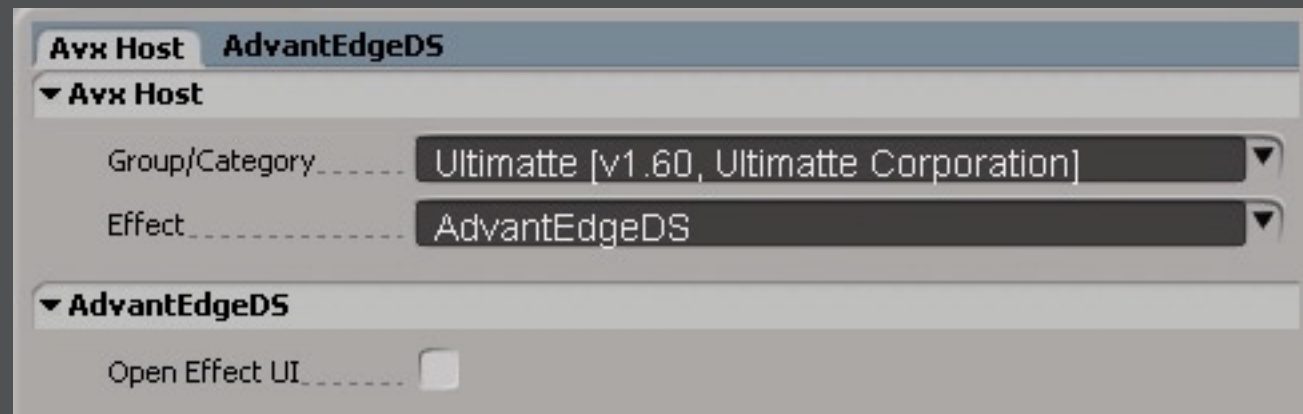 Avx Host AdvantEdgeDS
Avx Host
Group/Category Ultimatte [v1.60, Ultimatte Corporation]
Effect AdvantEdgeDS
AdvantEdgeDS
Open Effect UI